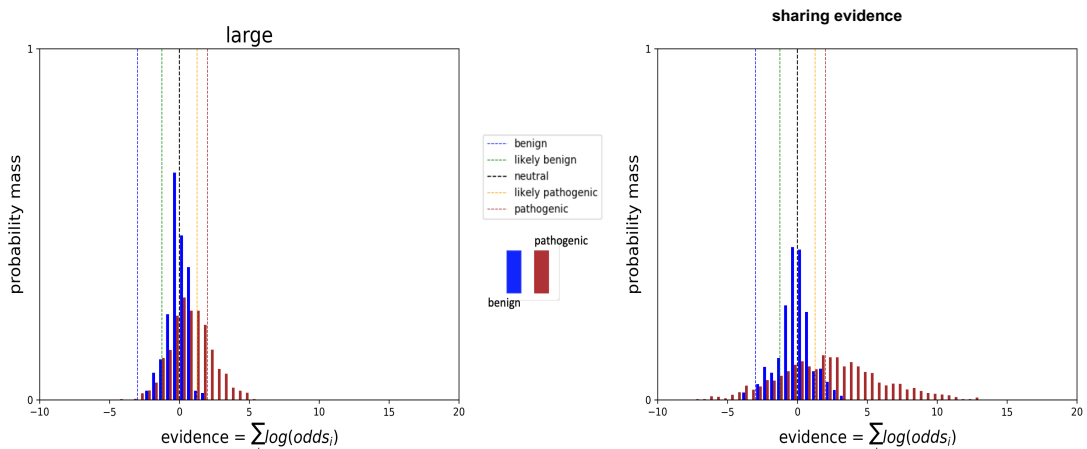 large
1
0
probability mass
−10
−5
0
5
10
15
20
evidence = ∑log(oddsᵢ)
benign
likely benign
neutral
likely pathogenic
pathogenic
pathogenic
benign
sharing evidence
1
0
probability mass
−10
−5
0
5
10
15
20
evidence = ∑log(oddsᵢ)